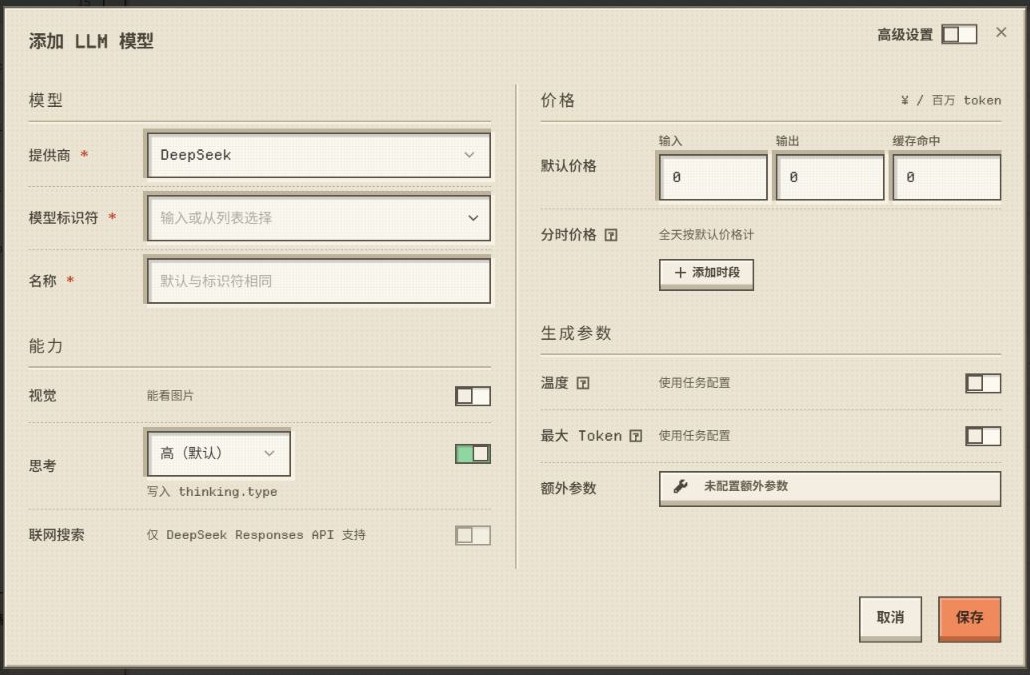 添加 LLM 模型
高级设置
×
模型
提供商 *
DeepSeek
模型标识符 *
输入或从列表选择
名称 *
默认与标识符相同
能力
视觉
能看图片
思考
高（默认）
写入 thinking.type
联网搜索
仅 DeepSeek Responses API 支持
价格
¥ / 百万 token
输入
输出
缓存命中
默认价格
0
0
0
分时价格 ?
全天按默认价格计
+ 添加时段
生成参数
温度 ?
使用任务配置
最大 Token ?
使用任务配置
额外参数
未配置额外参数
取消
保存